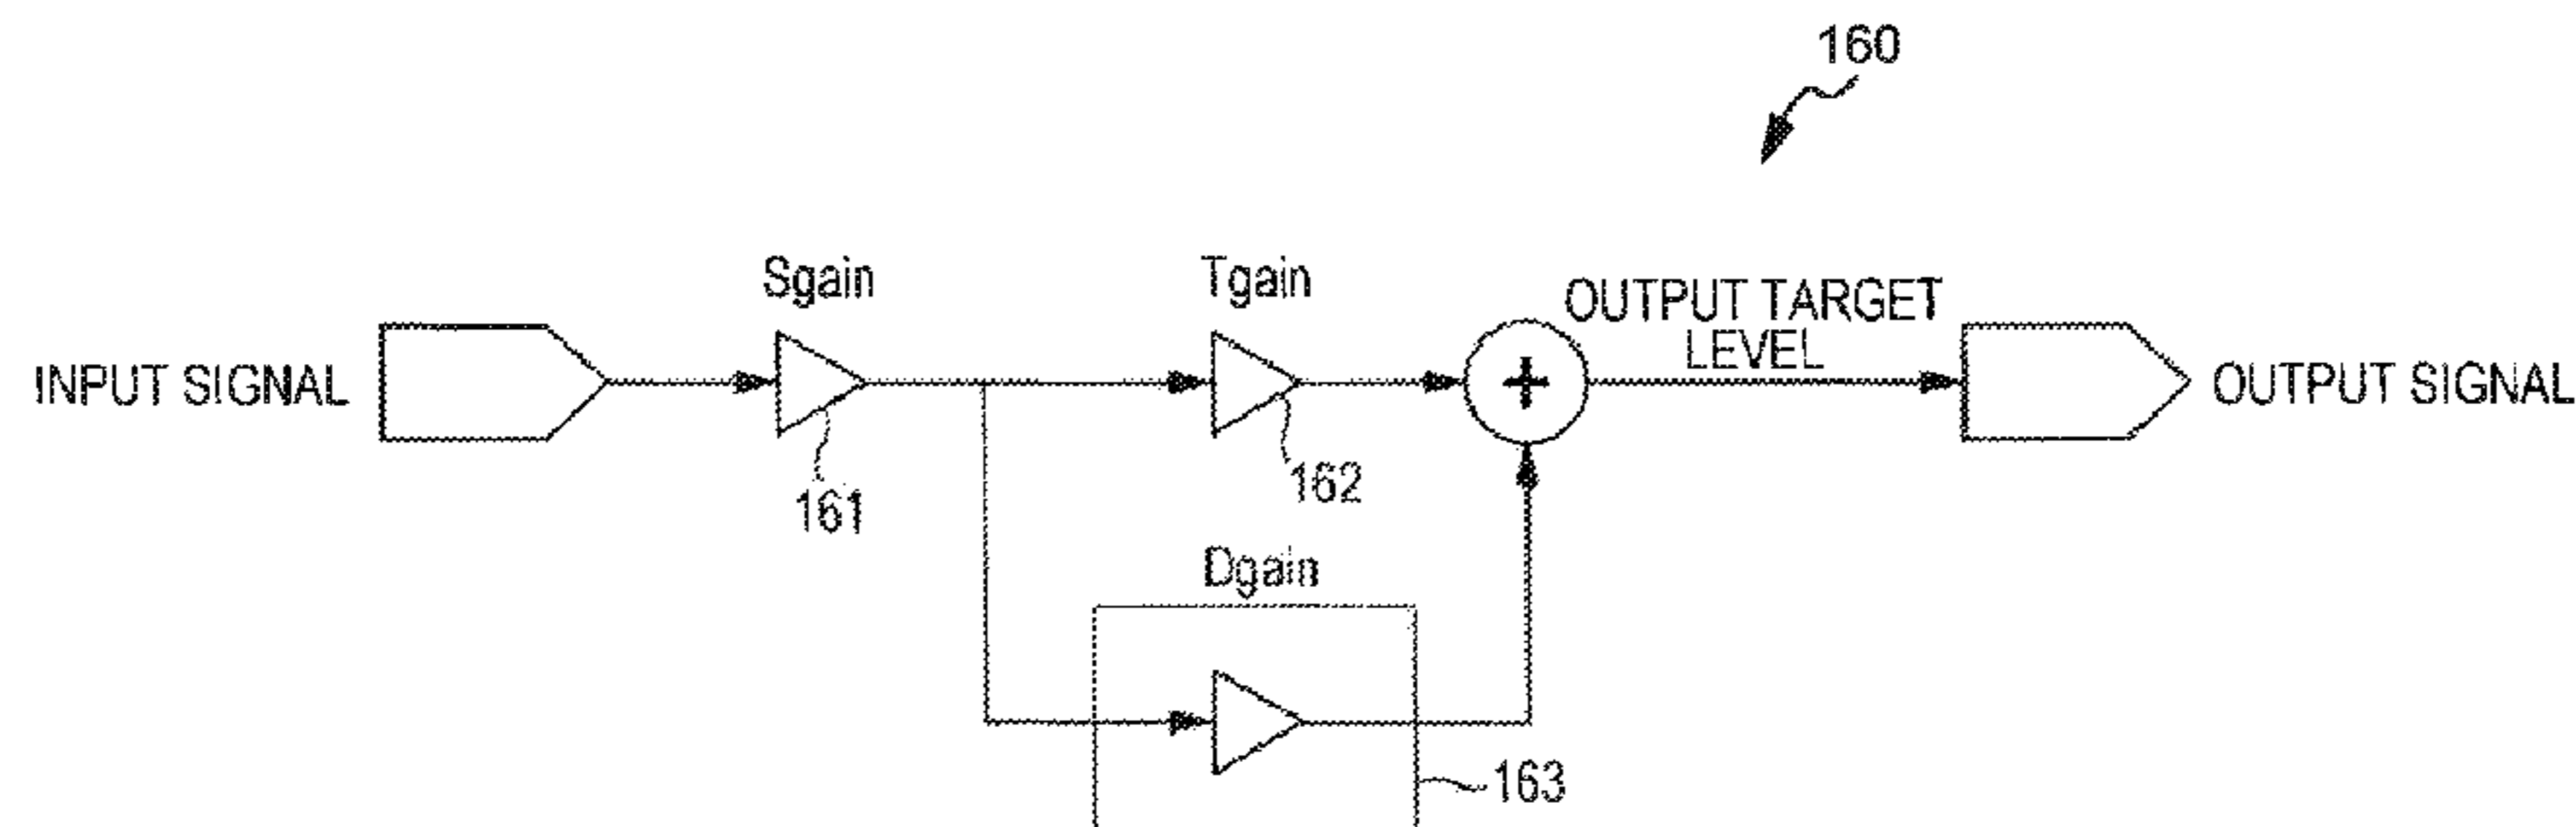 160
Sgain
Tgain
OUTPUT TARGET
LEVEL
INPUT SIGNAL
+
OUTPUT SIGNAL
161
162
Dgain
163